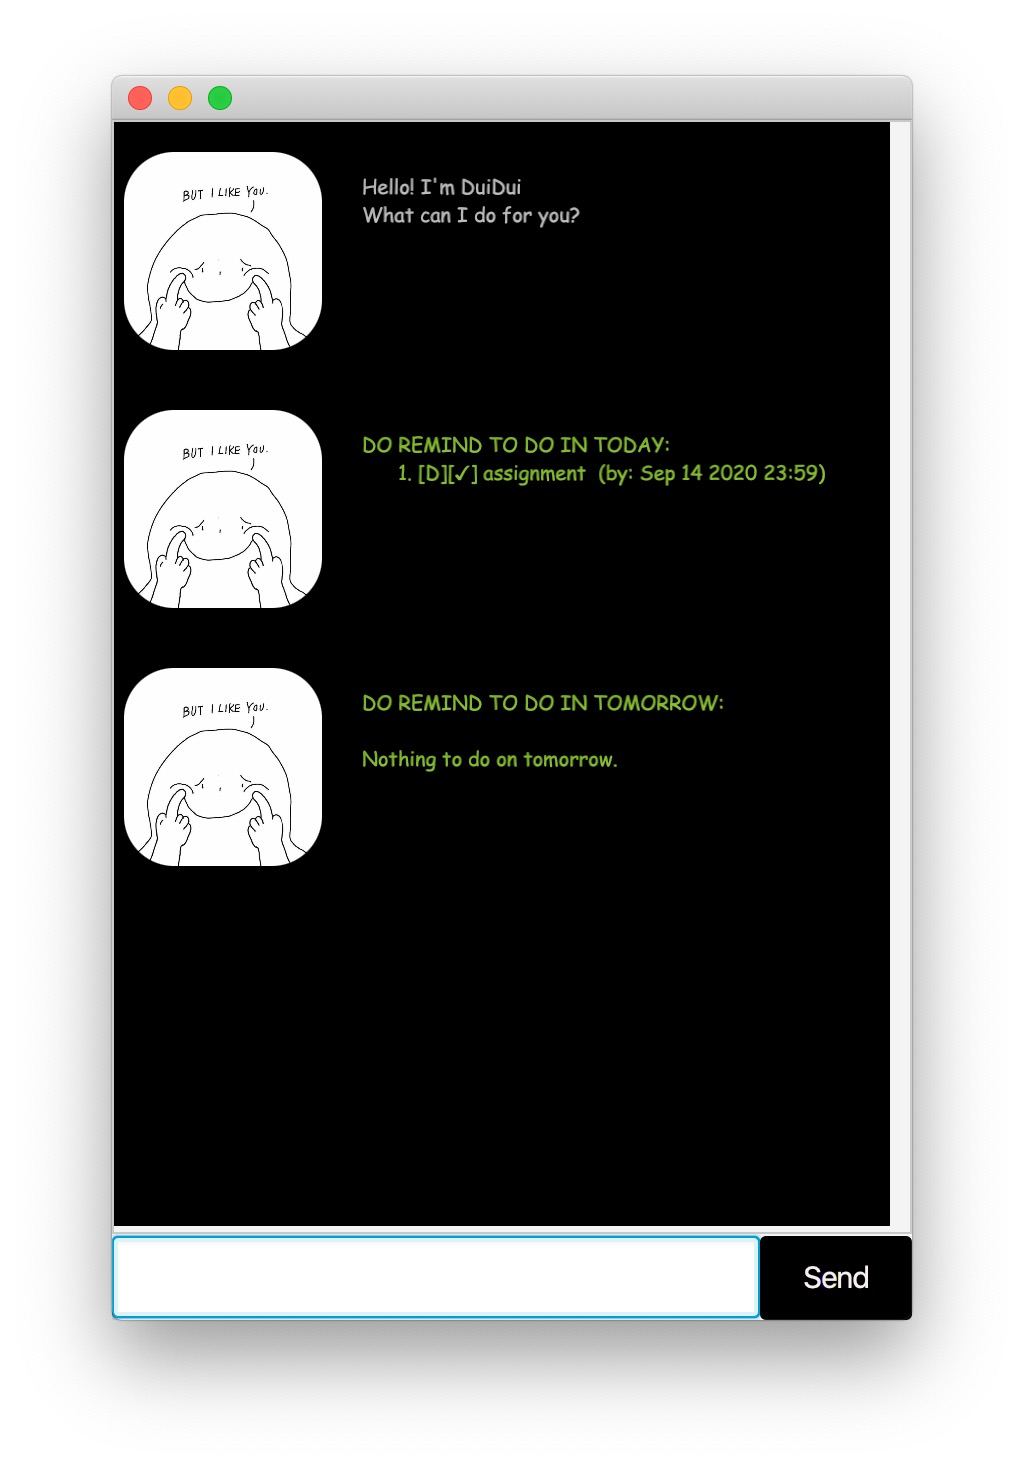 BUT I LIKE YOU.
Hello! I'm DuiDui
What can I do for you?
BUT I LIKE YOU.
DO REMIND TO DO IN TODAY:
1. [D][✓] assignment  (by: Sep 14 2020 23:59)
BUT I LIKE YOU.
DO REMIND TO DO IN TOMORROW:
Nothing to do on tomorrow.
Send